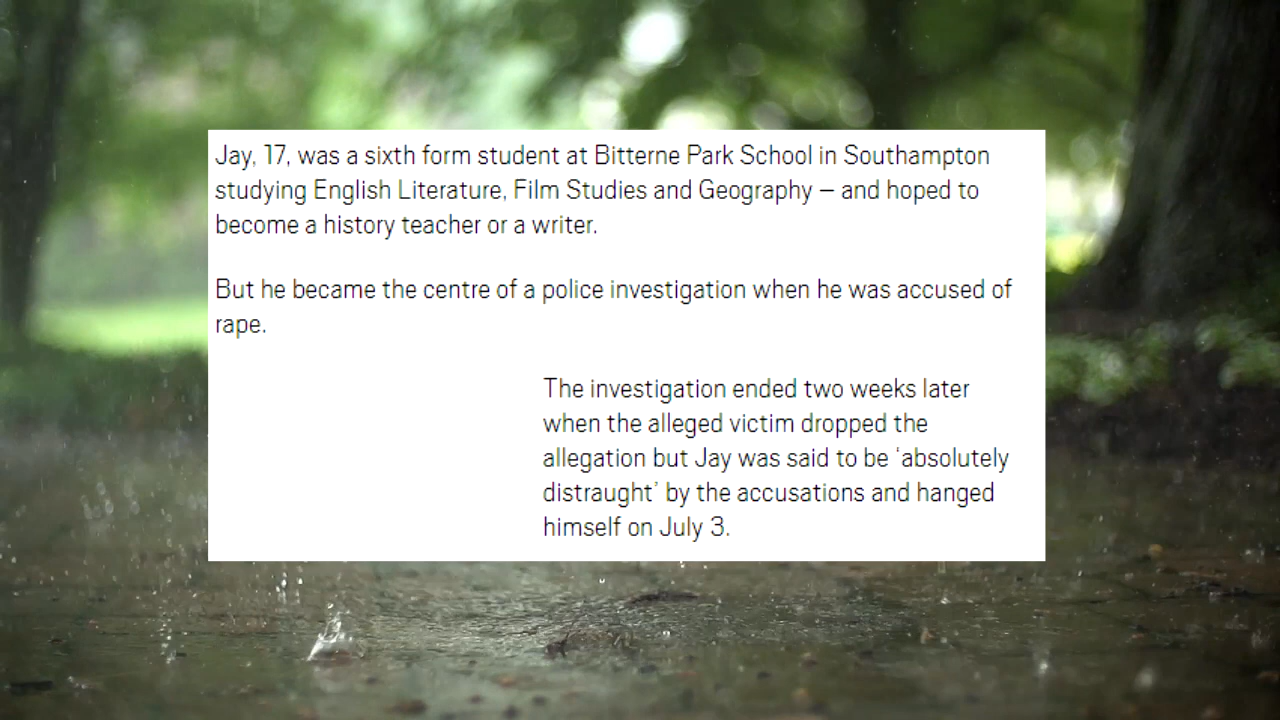 Jay, 17, was a sixth form student at Bitterne Park School in Southampton
studying English Literature, Film Studies and Geography – and hoped to
become a history teacher or a writer.
But he became the centre of a police investigation when he was accused of
rape.
The investigation ended two weeks later
when the alleged victim dropped the
allegation but Jay was said to be ‘absolutely
distraught’ by the accusations and hanged
himself on July 3.